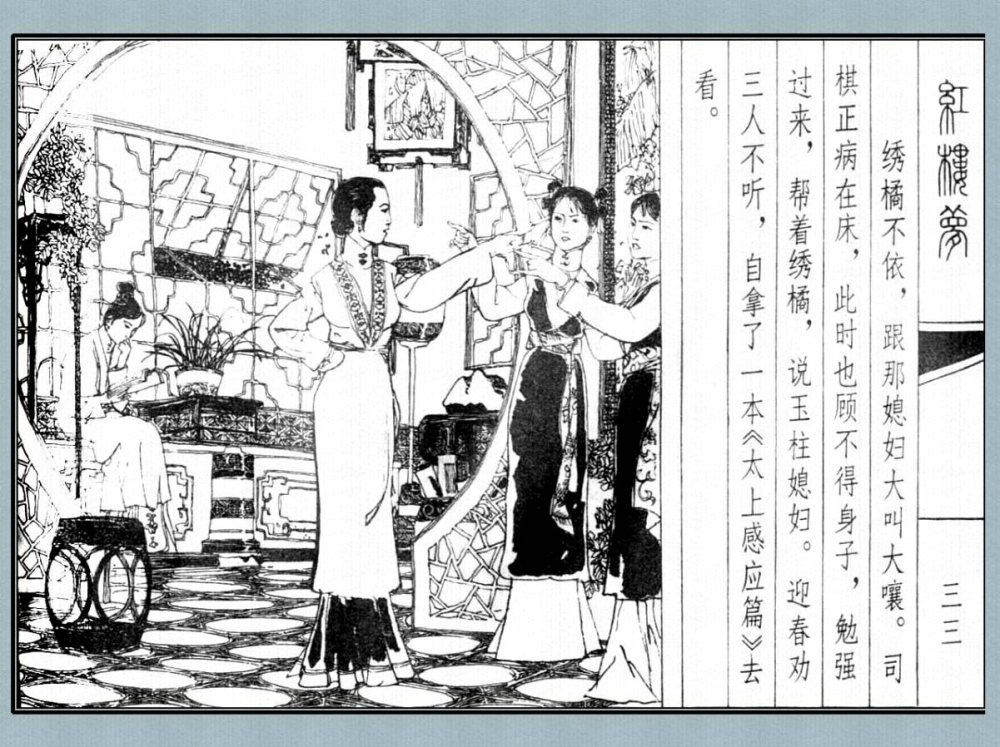 紅樓夢
三三
绣橘不依，跟那媳妇大叫大嚷。司
棋正病在床，此时也顾不得身子，勉强
过来，帮着绣橘，说玉柱媳妇。迎春劝
三人不听，自拿了一本《太上感应篇》去
看。